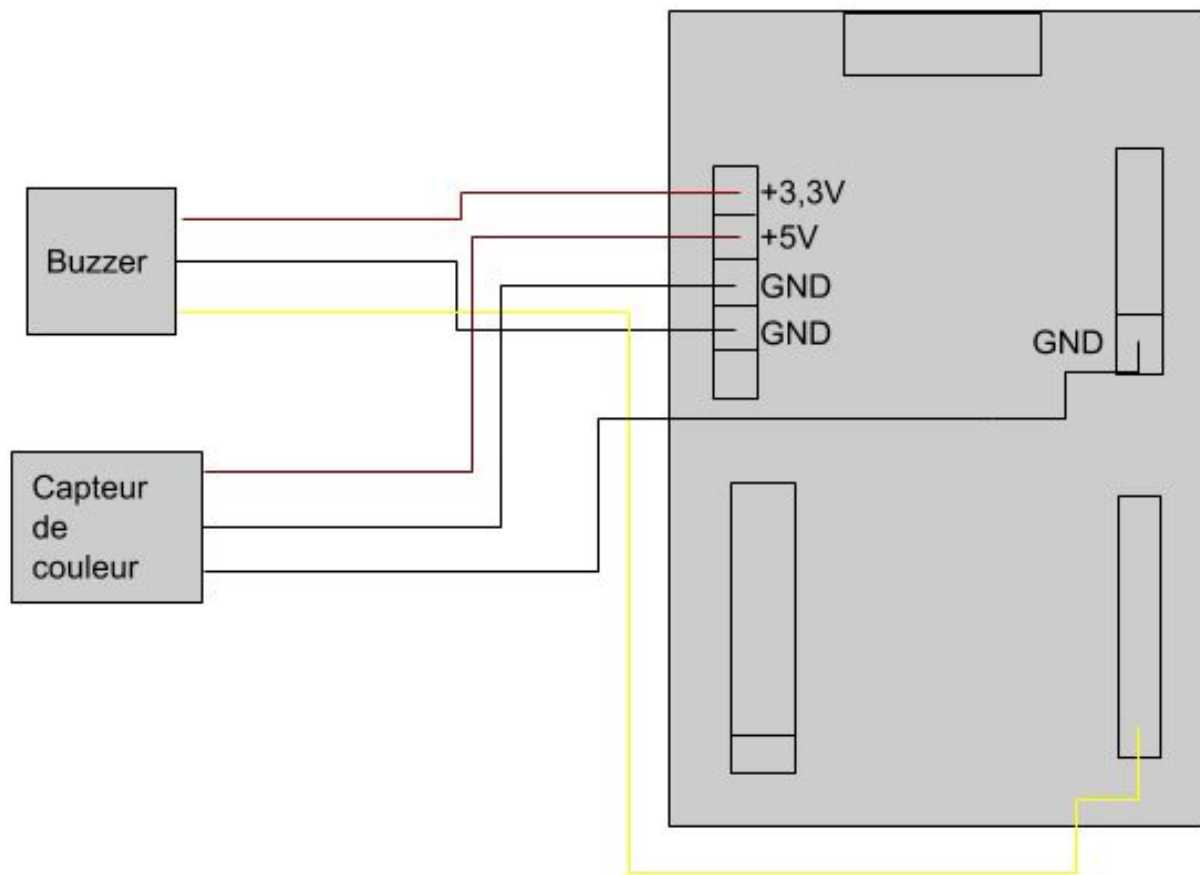 Buzzer
+3,3V
+5V
GND
GND
GND
Capteur
de
couleur